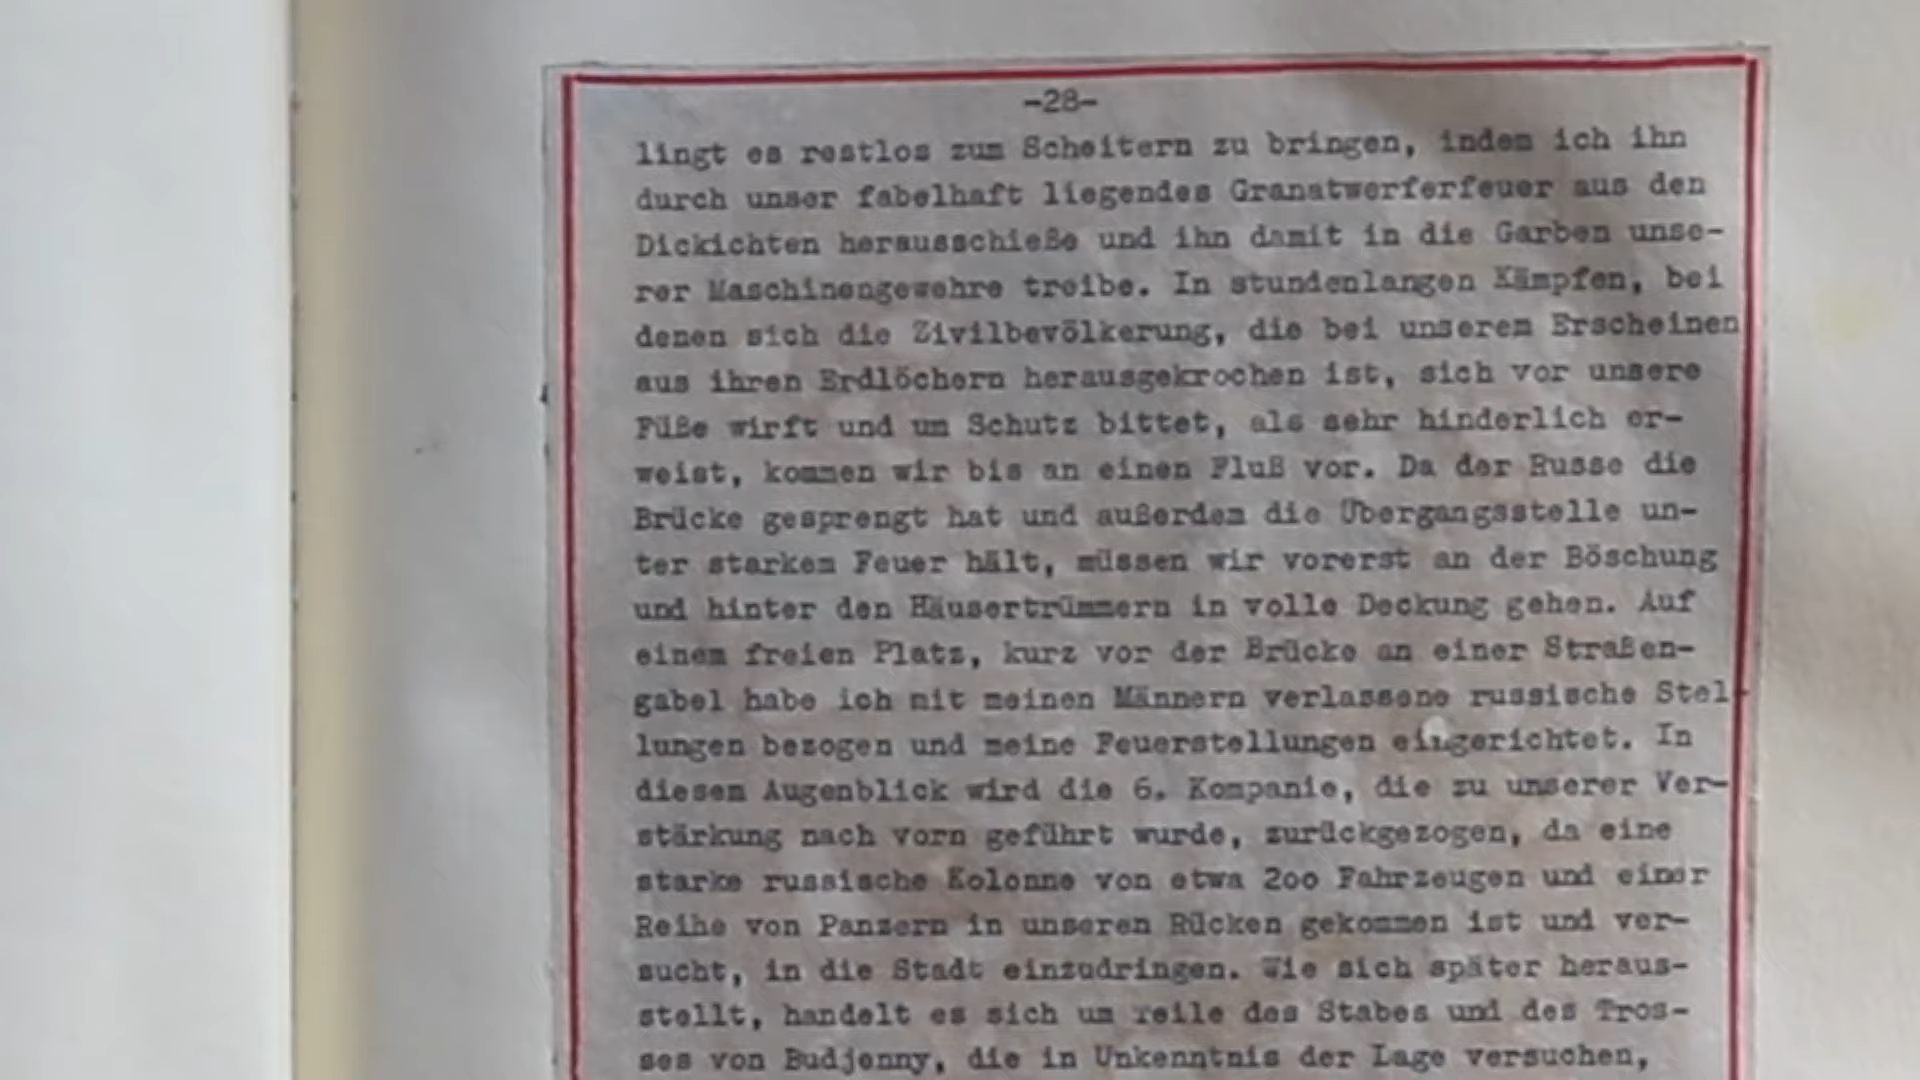 -28-
lingt es restlos zum Scheitern zu bringen, indem ich ihn
durch unser fabelhaft liegendes Granatwerferfeuer aus den
Dickichten herausschieße und ihn damit in die Garben unse-
rer Maschinengewehre treibe. In stundenlangen Kämpfen, bei
denen sich die Zivilbevölkerung, die bei unserem Erscheinen
aus ihren Erdlöchern herausgekrochen ist, sich vor unsere
Füße wirft und um Schutz bittet, als sehr hinderlich er-
weist, kommen wir bis an einen Fluß vor. Da der Russe die
Brücke gesprengt hat und außerdem die Übergangsstelle un-
ter starkem Feuer hält, müssen wir vorerst an der Böschung
und hinter den Häusertrümmern in volle Deckung gehen. Auf
einem freien Platz, kurz vor der Brücke an einer Straßen-
gabel habe ich mit meinen Männern verlassene russische Stel-
lungen bezogen und meine Feuerstellungen eingerichtet. In
diesem Augenblick wird die 6. Kompanie, die zu unserer Ver-
stärkung nach vorn geführt wurde, zurückgezogen, da eine
starke russische Kolonne von etwa 2oo Fahrzeugen und einer
Reihe von Panzern in unseren Rücken gekommen ist und ver-
sucht, in die Stadt einzudringen. Wie sich später heraus-
stellt, handelt es sich um Teile des Stabes und des Tros-
ses von Budjenny, die in Unkenntnis der Lage versuchen,